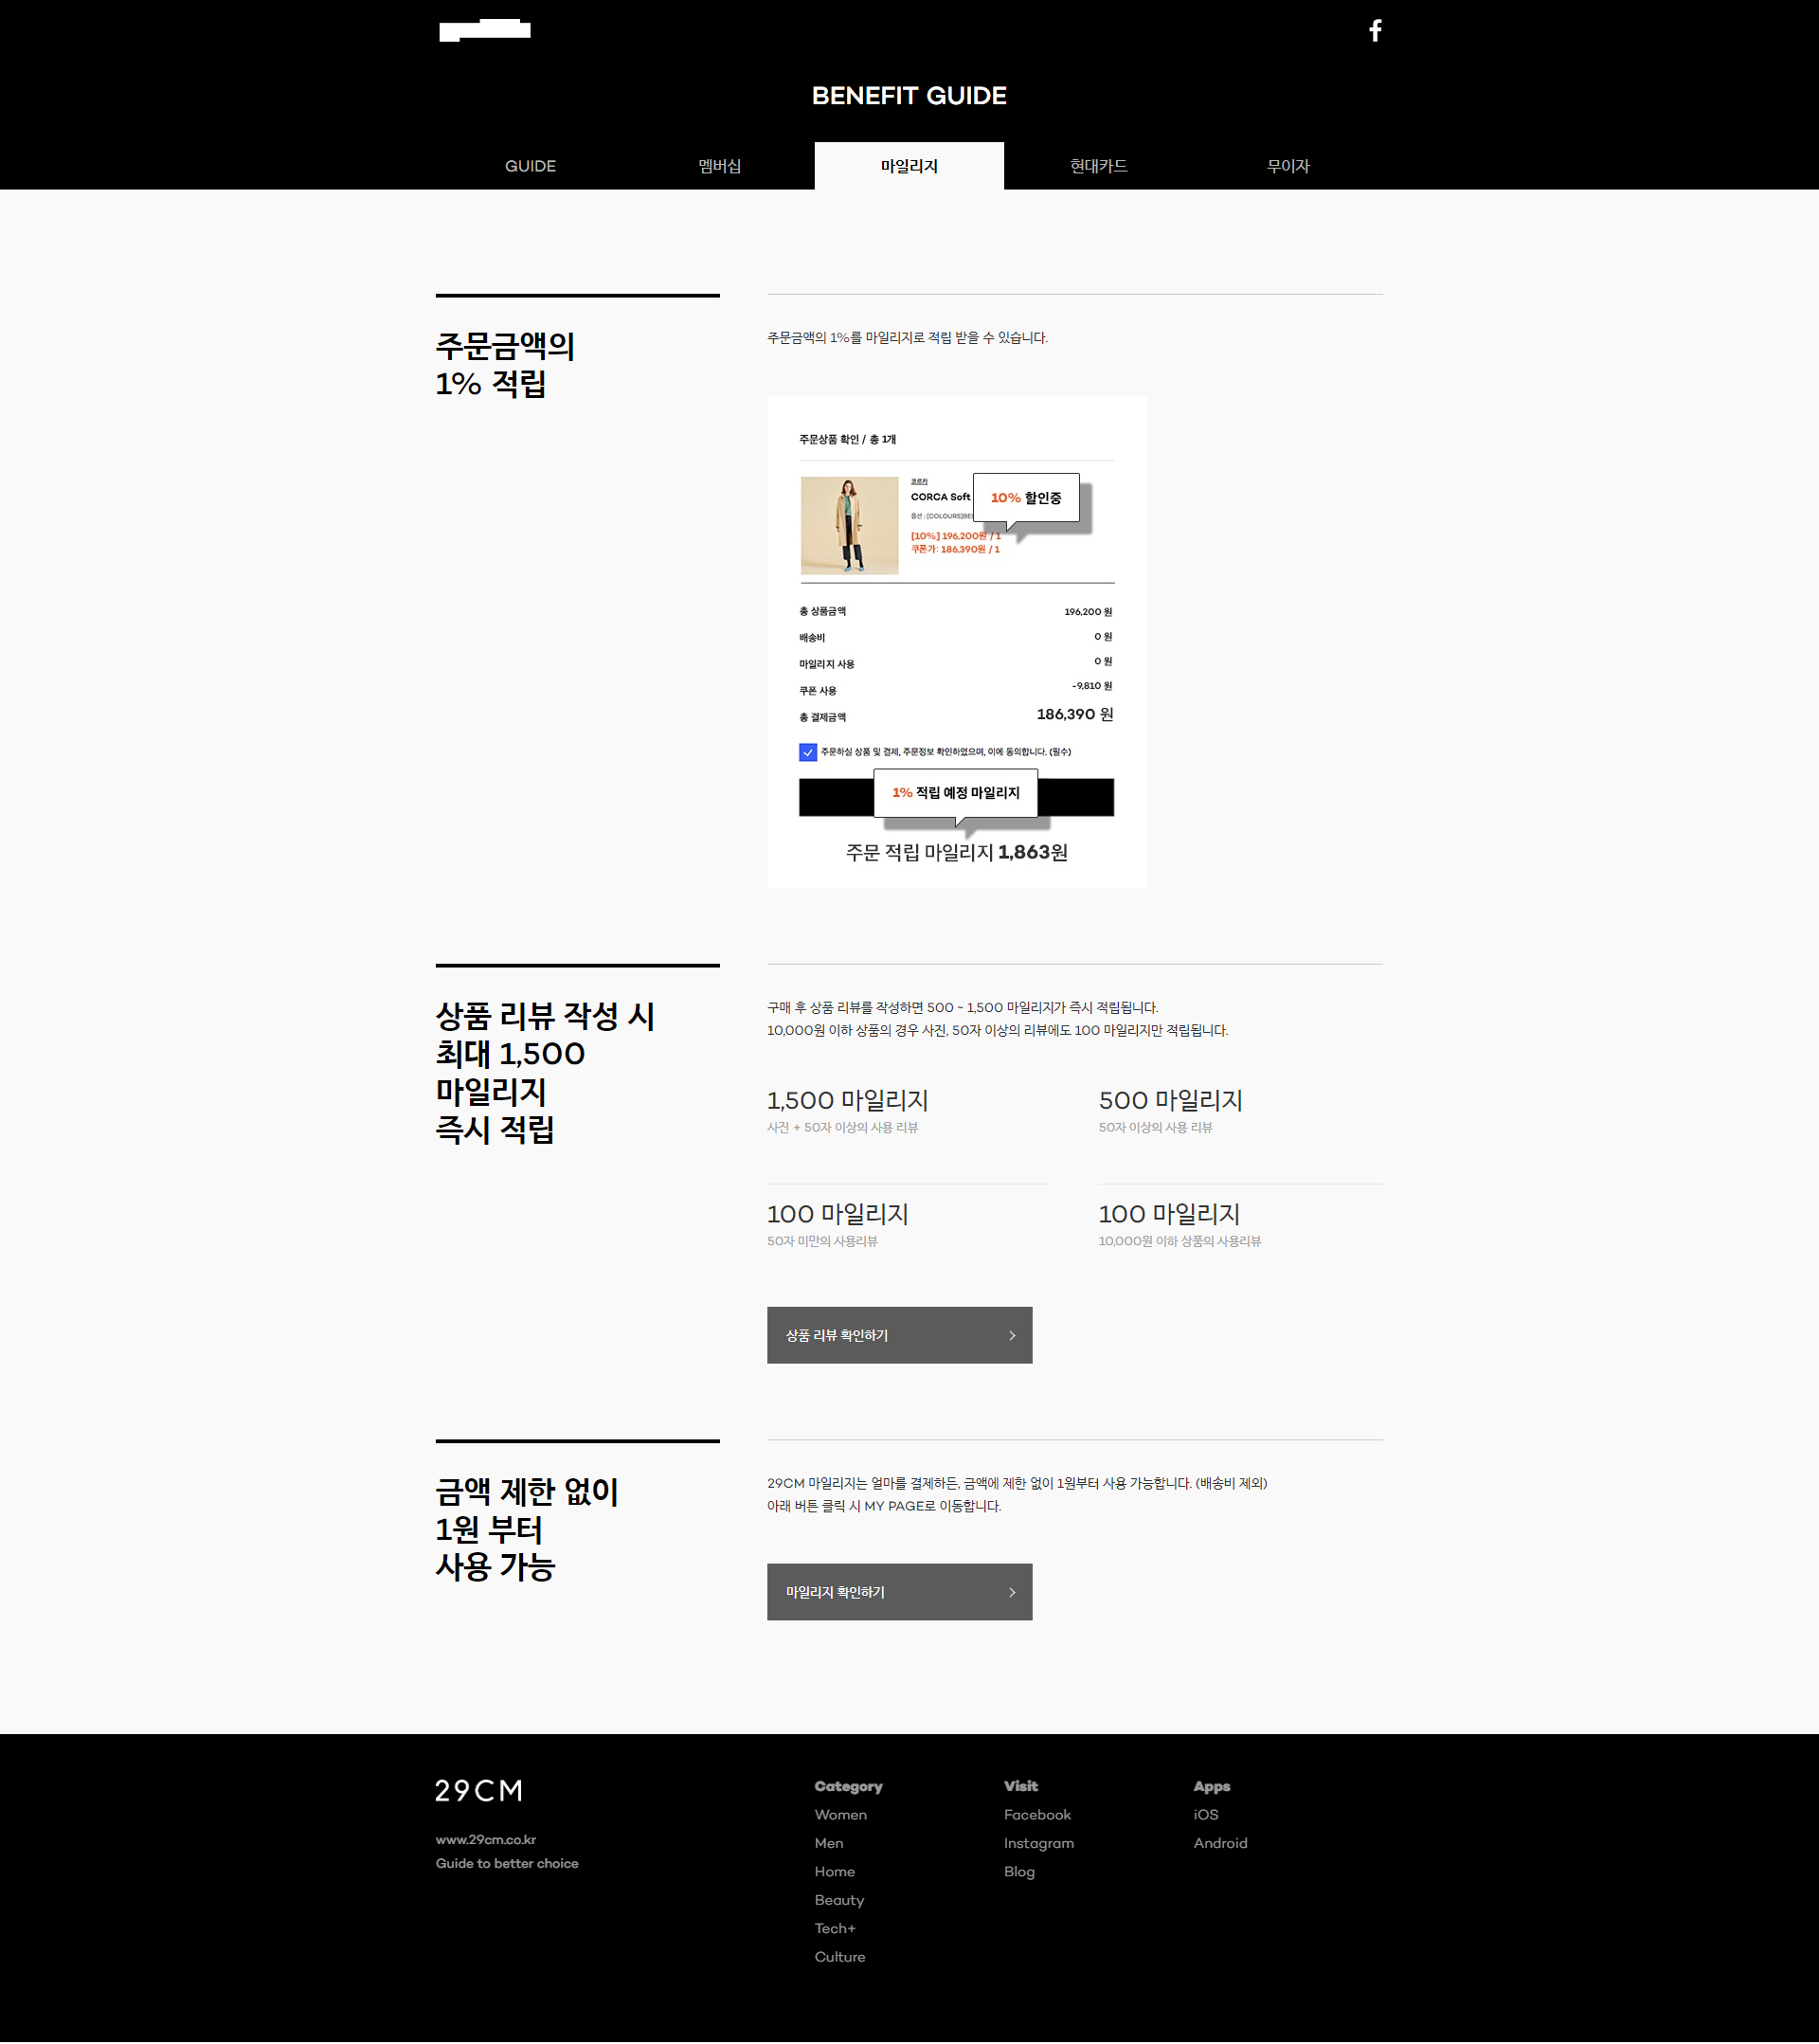 BENEFIT GUIDE
GUIDE
멤버십
마일리지
현대카드
무이자
주문금액의
1% 적립
주문금액의 1%를 마일리지로 적립 받을 수 있습니다.
주문상품 확인 / 총 1개
코르카
CORCA Soft
10% 할인중
옵션 : [COLOURS]BEI
[10%] 196,200원 / 1
쿠폰가: 186,390원 / 1
총 상품금액 196,200 원
배송비 0 원
마일리지 사용 0 원
쿠폰 사용 -9,810 원
총 결제금액 186,390 원
주문하실 상품 및 결제, 주문정보 확인하였으며, 이에 동의합니다. (필수)
1% 적립 예정 마일리지
주문 적립 마일리지 1,863원
상품 리뷰 작성 시
최대 1,500
마일리지
즉시 적립
구매 후 상품 리뷰를 작성하면 500 ~ 1,500 마일리지가 즉시 적립됩니다.
10,000원 이하 상품의 경우 사진, 50자 이상의 리뷰에도 100 마일리지만 적립됩니다.
1,500 마일리지
사진 + 50자 이상의 사용 리뷰
500 마일리지
50자 이상의 사용 리뷰
100 마일리지
50자 미만의 사용리뷰
100 마일리지
10,000원 이하 상품의 사용리뷰
상품 리뷰 확인하기
금액 제한 없이
1원 부터
사용 가능
29CM 마일리지는 얼마를 결제하든, 금액에 제한 없이 1원부터 사용 가능합니다. (배송비 제외)
아래 버튼 클릭 시 MY PAGE로 이동합니다.
마일리지 확인하기
29CM
www.29cm.co.kr
Guide to better choice
Category
Women
Men
Home
Beauty
Tech+
Culture
Visit
Facebook
Instagram
Blog
Apps
iOS
Android